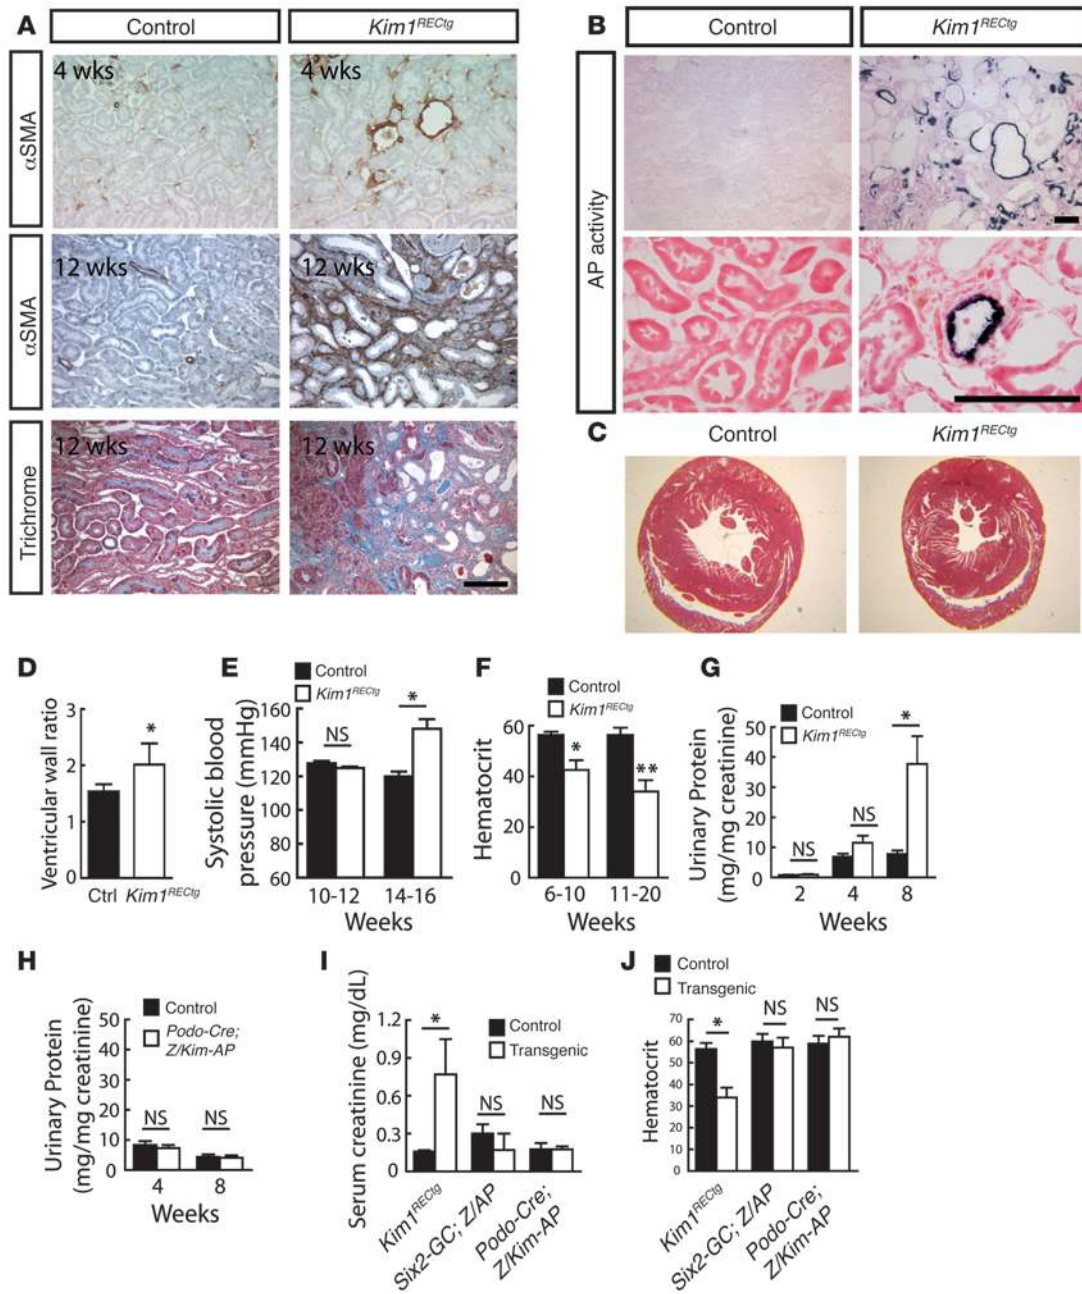 A
Control
Kim1RECtg
αSMA
4 wks
4 wks
αSMA
12 wks
12 wks
Trichrome
12 wks
12 wks
B
Control
Kim1RECtg
AP activity
C
Control
Kim1RECtg
D
Ventricular wall ratio
3
2
1
0
*
Ctrl Kim1RECtg
E
Control
Kim1RECtg
Systolic blood
pressure (mmHg)
160
140
120
100
80
60
NS
*
10-12 14-16
Weeks
F
Control
Kim1RECtg
Hematocrit
60
40
20
0
*
**
6-10 11-20
Weeks
G
Control
Kim1RECtg
Urinary Protein
(mg/mg creatinine)
50
40
30
20
10
0
NS
NS
*
2 4 8
Weeks
H
Control
Podo-Cre;
Z/Kim-AP
Urinary Protein
(mg/mg creatinine)
50
40
30
20
10
0
NS
NS
4 8
Weeks
I
Control
Transgenic
Serum creatinine (mg/dL)
1.2
0.9
0.6
0.3
0
*
NS
NS
Kim1RECtg
Six2-GC; Z/AP
Podo-Cre;
Z/Kim-AP
J
Control
Transgenic
Hematocrit
70
60
50
40
30
20
10
0
*
NS
NS
Kim1RECtg
Six2-GC; Z/AP
Podo-Cre;
Z/Kim-AP